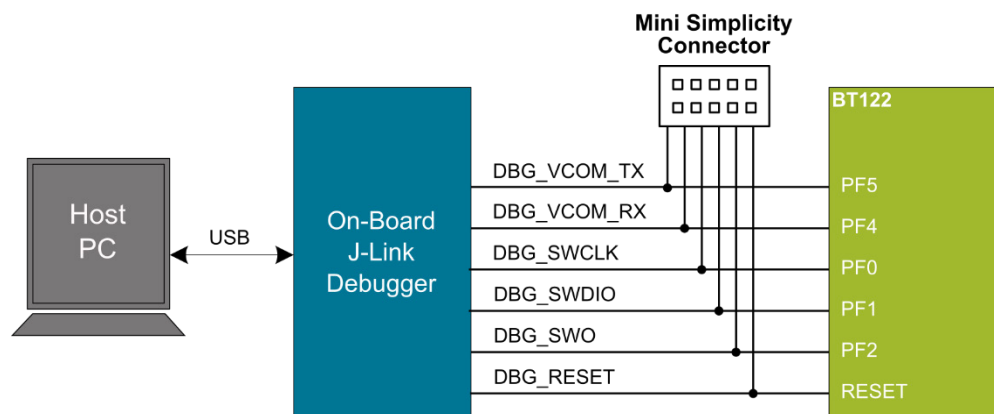 Mini Simplicity
Connector
BT122
Host
PC
USB
On-Board
J-Link
Debugger
DBG_VCOM_TX
PF5
DBG_VCOM_RX
PF4
DBG_SWCLK
PF0
DBG_SWDIO
PF1
DBG_SWO
PF2
DBG_RESET
RESET